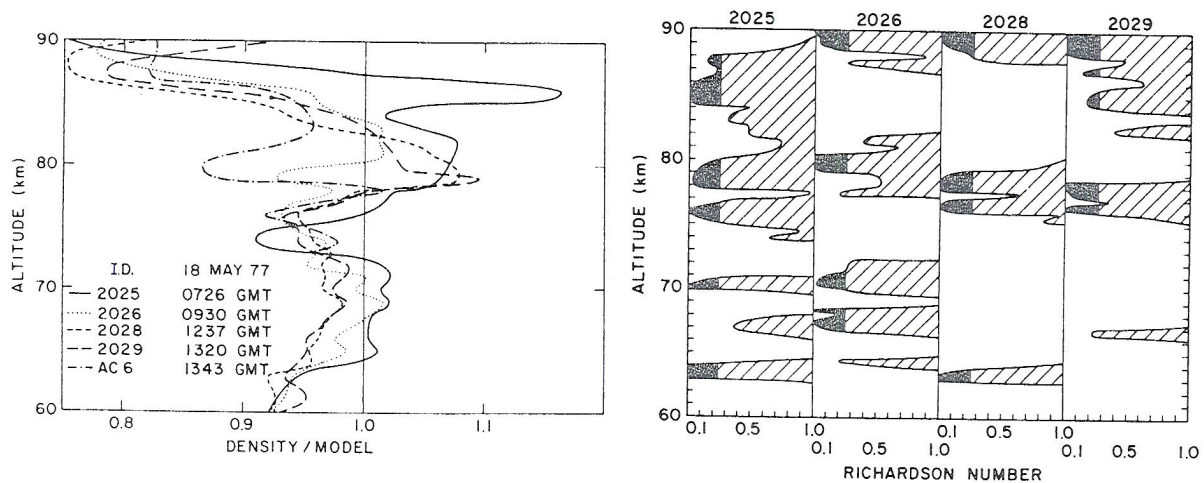 90
80
70
60
ALTITUDE (km)
I.D. 18 MAY 77
2025 0726 GMT
2026 0930 GMT
2028 1237 GMT
2029 1320 GMT
AC6 1343 GMT
0.8 0.9 1.0 1.1
DENSITY/MODEL
2025 2026 2028 2029
90
80
70
60
ALTITUDE (km)
0.1 0.5 1.0 0.5 1.0
0.1 0.5 1.0
0.1 0.5 1.0
0.1
RICHARDSON NUMBER